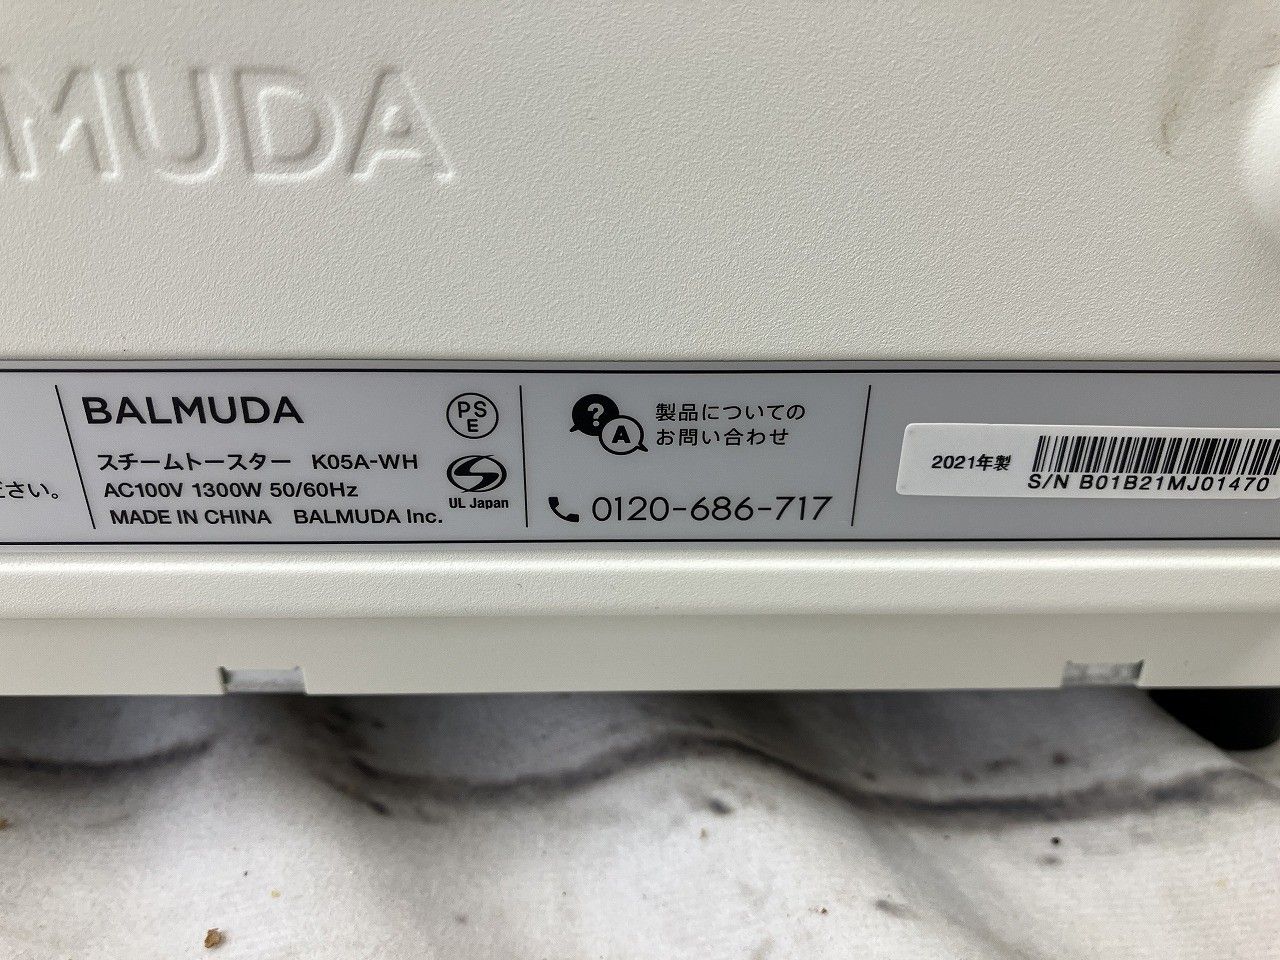 MUDA
ださい。
BALMUDA
スチームトースター K05A-WH
AC100V 1300W 50/60Hz
MADE IN CHINA BALMUDA Inc.
PS
E
S
UL Japan
?
A
製品についての
お問い合わせ
0120-686-717
2021年製
S/N B01B21MJ01470